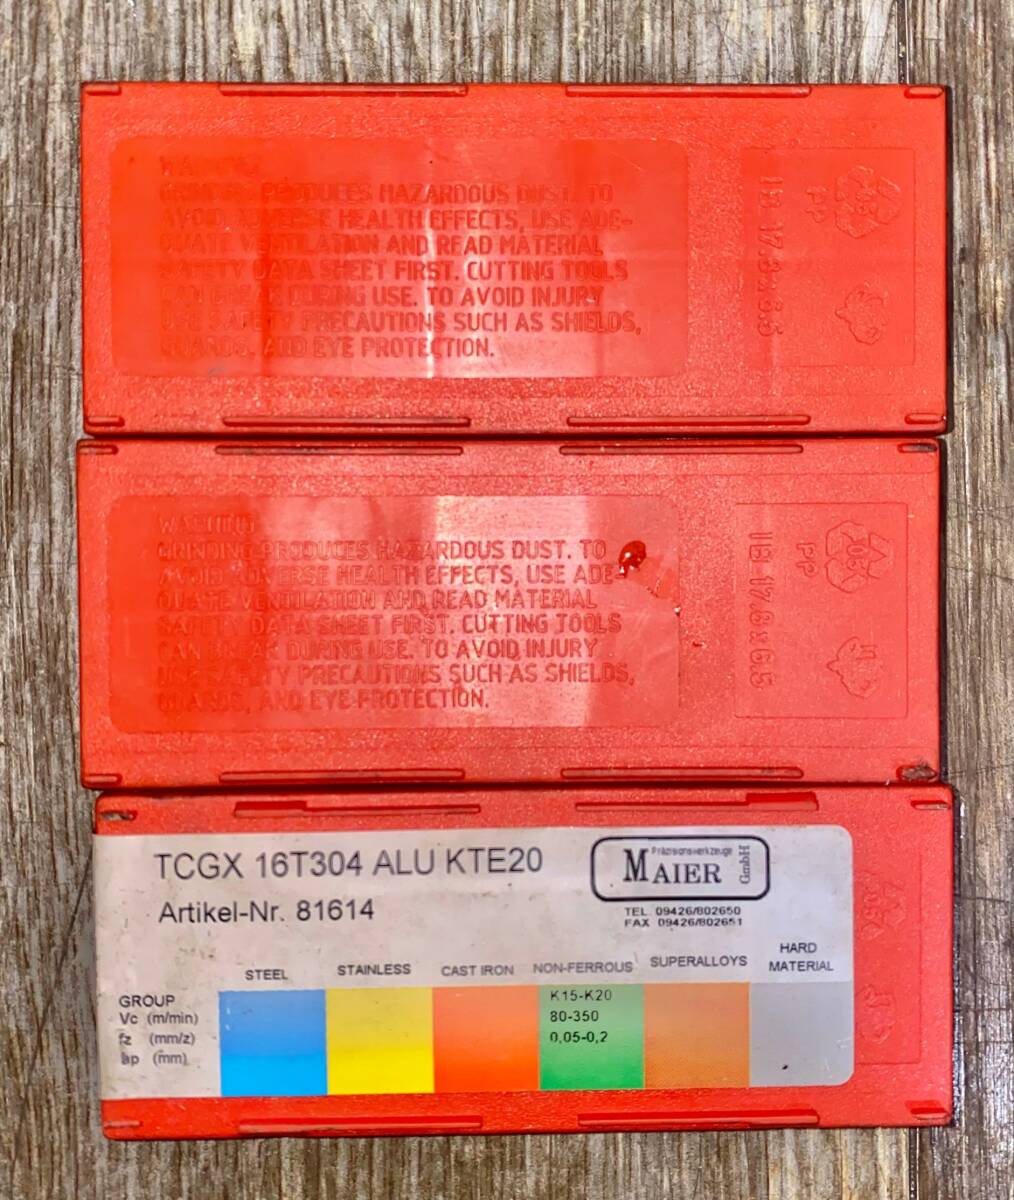 WARNING
GRINDING PRODUCES HAZARDOUS DUST. TO
AVOID ADVERSE HEALTH EFFECTS, USE ADE-
QUATE VENTILATION AND READ MATERIAL
SAFETY DATA SHEET FIRST. CUTTING TOOLS
CAN BREAK DURING USE. TO AVOID INJURY
USE SAFETY PRECAUTIONS SUCH AS SHIELDS,
GUARDS, AND EYE PROTECTION.
PP
05
WARNING
GRINDING PRODUCES HAZARDOUS DUST. TO
AVOID ADVERSE HEALTH EFFECTS, USE ADE-
QUATE VENTILATION AND READ MATERIAL
SAFETY DATA SHEET FIRST. CUTTING TOOLS
CAN BREAK DURING USE. TO AVOID INJURY
USE SAFETY PRECAUTIONS SUCH AS SHIELDS,
GUARDS, AND EYE PROTECTION.
PP
05
TCGX 16T304 ALU KTE20
Artikel-Nr. 81614
Präzisionswerkzeuge
MAIER
GmbH
TEL. 09426/802650
FAX 09426/802651
STEEL
STAINLESS
CAST IRON
NON-FERROUS
SUPERALLOYS
HARD
MATERIAL
GROUP
K15-K20
Vc (m/min)
80-350
fz (mm/z)
0,05-0,2
ap (mm)